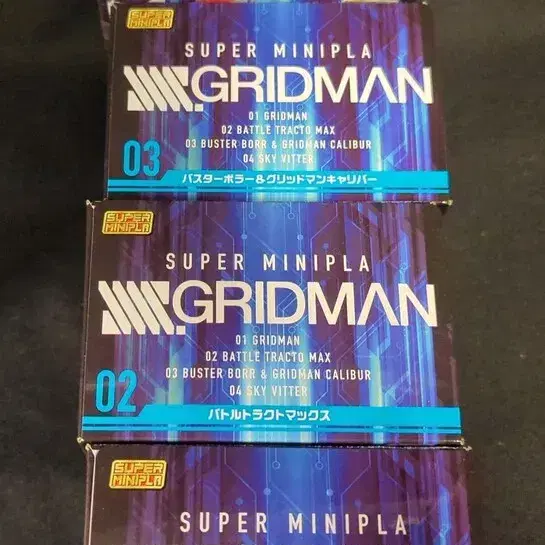 SUPER MINIPLA
SUPER MINIPLA
SSSS.GRIDMAN
01 GRIDMAN
02 BATTLE TRACTO MAX
03 BUSTER BORR & GRIDMAN CALIBUR
04 SKY VITTER
03
バスターボラー&グリッドマンキャリバー
SUPER MINIPLA
SUPER MINIPLA
SSSS.GRIDMAN
01 GRIDMAN
02 BATTLE TRACTO MAX
03 BUSTER BORR & GRIDMAN CALIBUR
04 SKY VITTER
02
バトルトラクトマックス
SUPER MINIPLA
SUPER MINIPLA